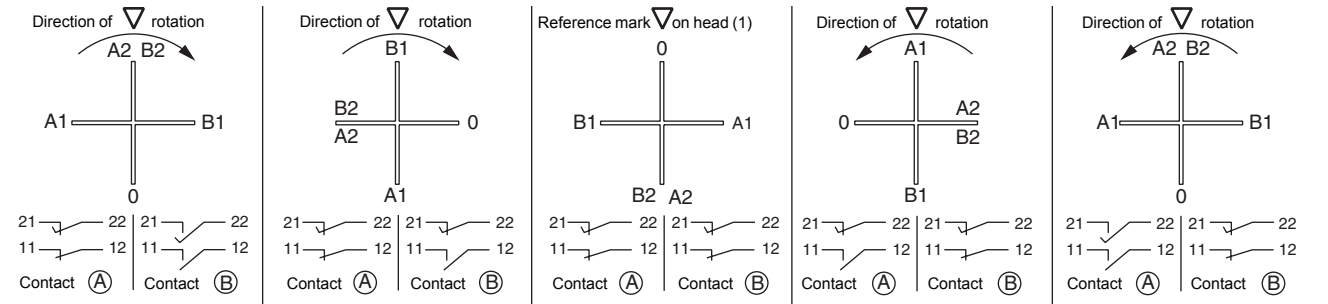 Direction of rotation
A2 B2
A1 B1
0
21 22 21 22
11 12 11 12
Contact A Contact B
Direction of rotation
B1
B2
0
A2
A1
21 22 21 22
11 12 11 12
Contact A Contact B
Reference mark on head (1)
0
B1 A1
B2 A2
21 22 21 22
11 12 11 12
Contact A Contact B
Direction of rotation
A1
A2
0
B2
B1
21 22 21 22
11 12 11 12
Contact A Contact B
Direction of rotation
A2 B2
A1 B1
0
21 22 21 22
11 12 11 12
Contact A Contact B